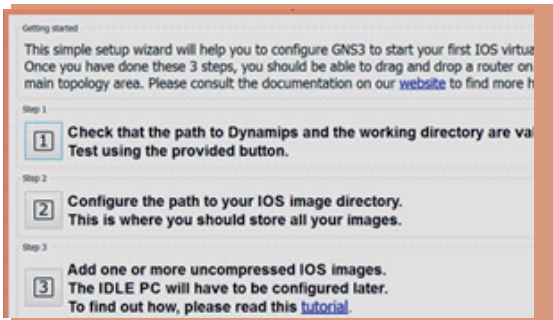 Getting started
This simple setup wizard will help you to configure GNS3 to start your first IOS
Once you have done these 3 steps, you should be able to drag and drop a router on
main topology area. Please consult the documentation on our website to find more
Step 1
1
Check that the path to Dynamips and the working directory are
Test using the provided button.
Step 2
2
Configure the path to your IOS image directory.
This is where you should store all your images.
Step 3
3
Add one or more uncompressed IOS images.
The IDLE PC will have to be configured later.
To find out how, please read this tutorial.